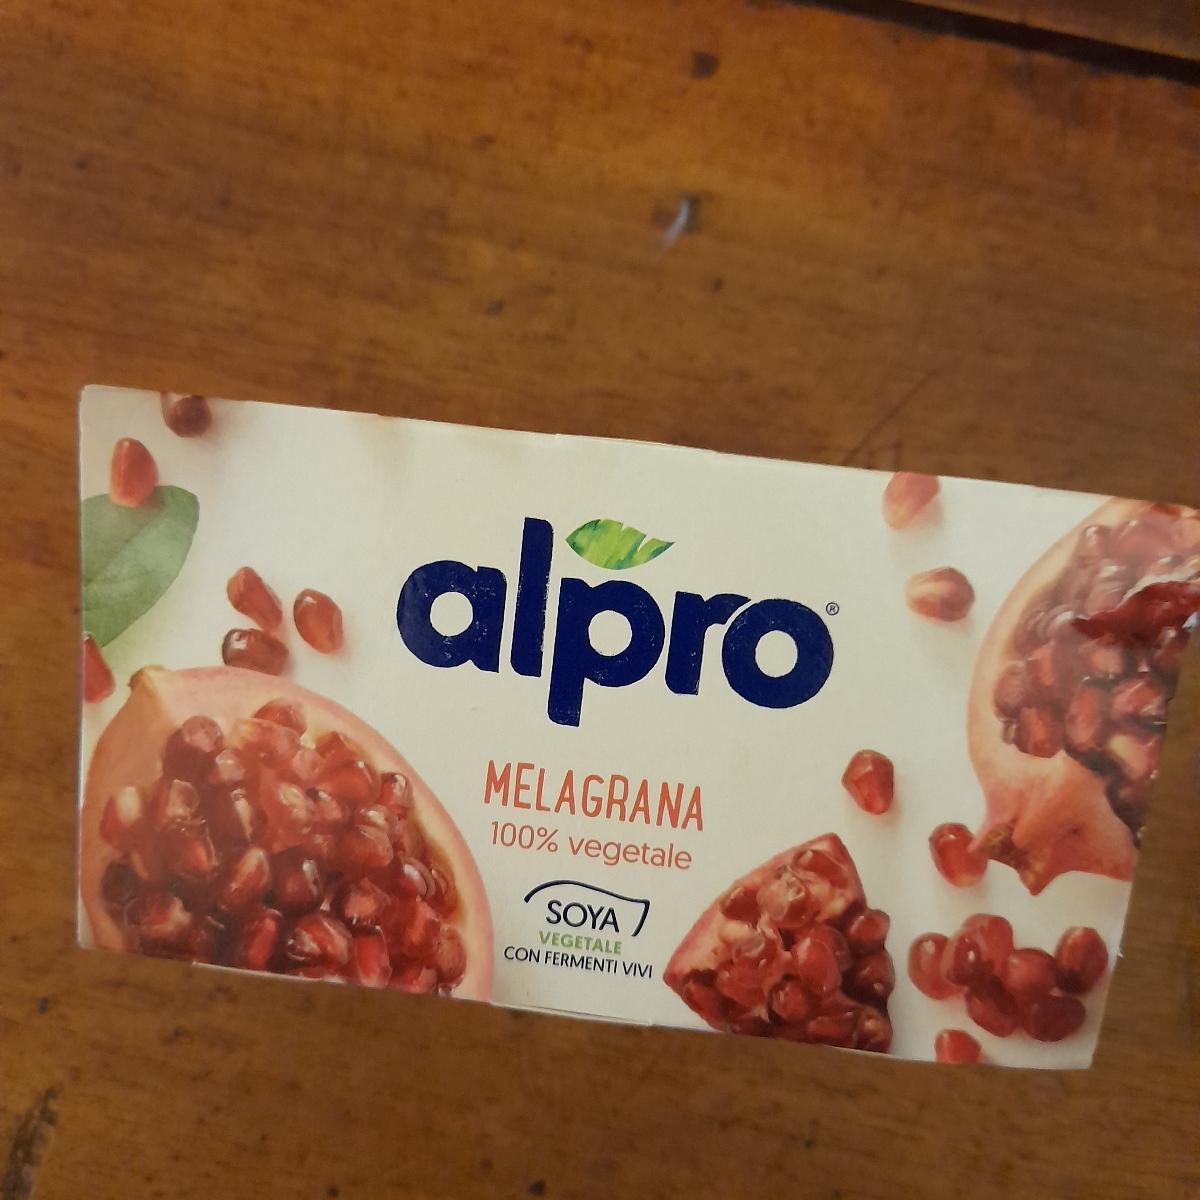 alpro®
MELAGRANA
100% vegetale
SOYA
VEGETALE
CON FERMENTI VIVI